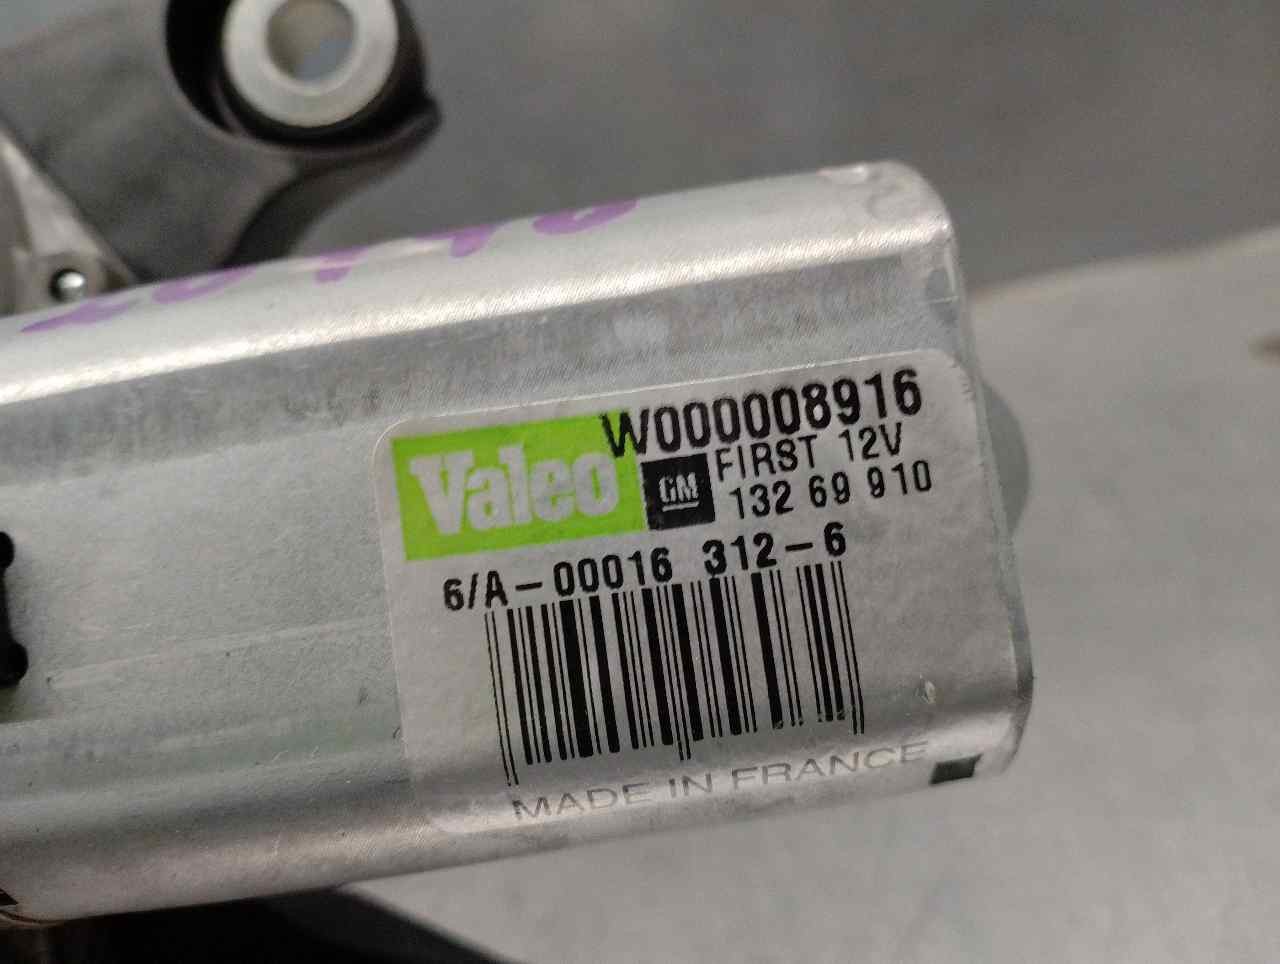 W000008916
Valeo
GM
FIRST 12V
132 69 910
6/A-00016 312-6
MADE IN FRANCE